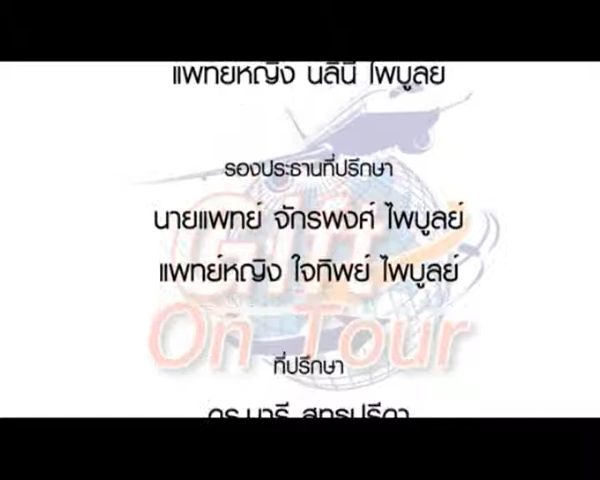 แพทย์หญิง นลินี ไพบูลย์
รองประธานที่ปรึกษา
นายแพทย์ จักรพงศ์ ไพบูลย์
แพทย์หญิง ใจทิพย์ ไพบูลย์
Gift
On Tour
ที่ปรึกษา